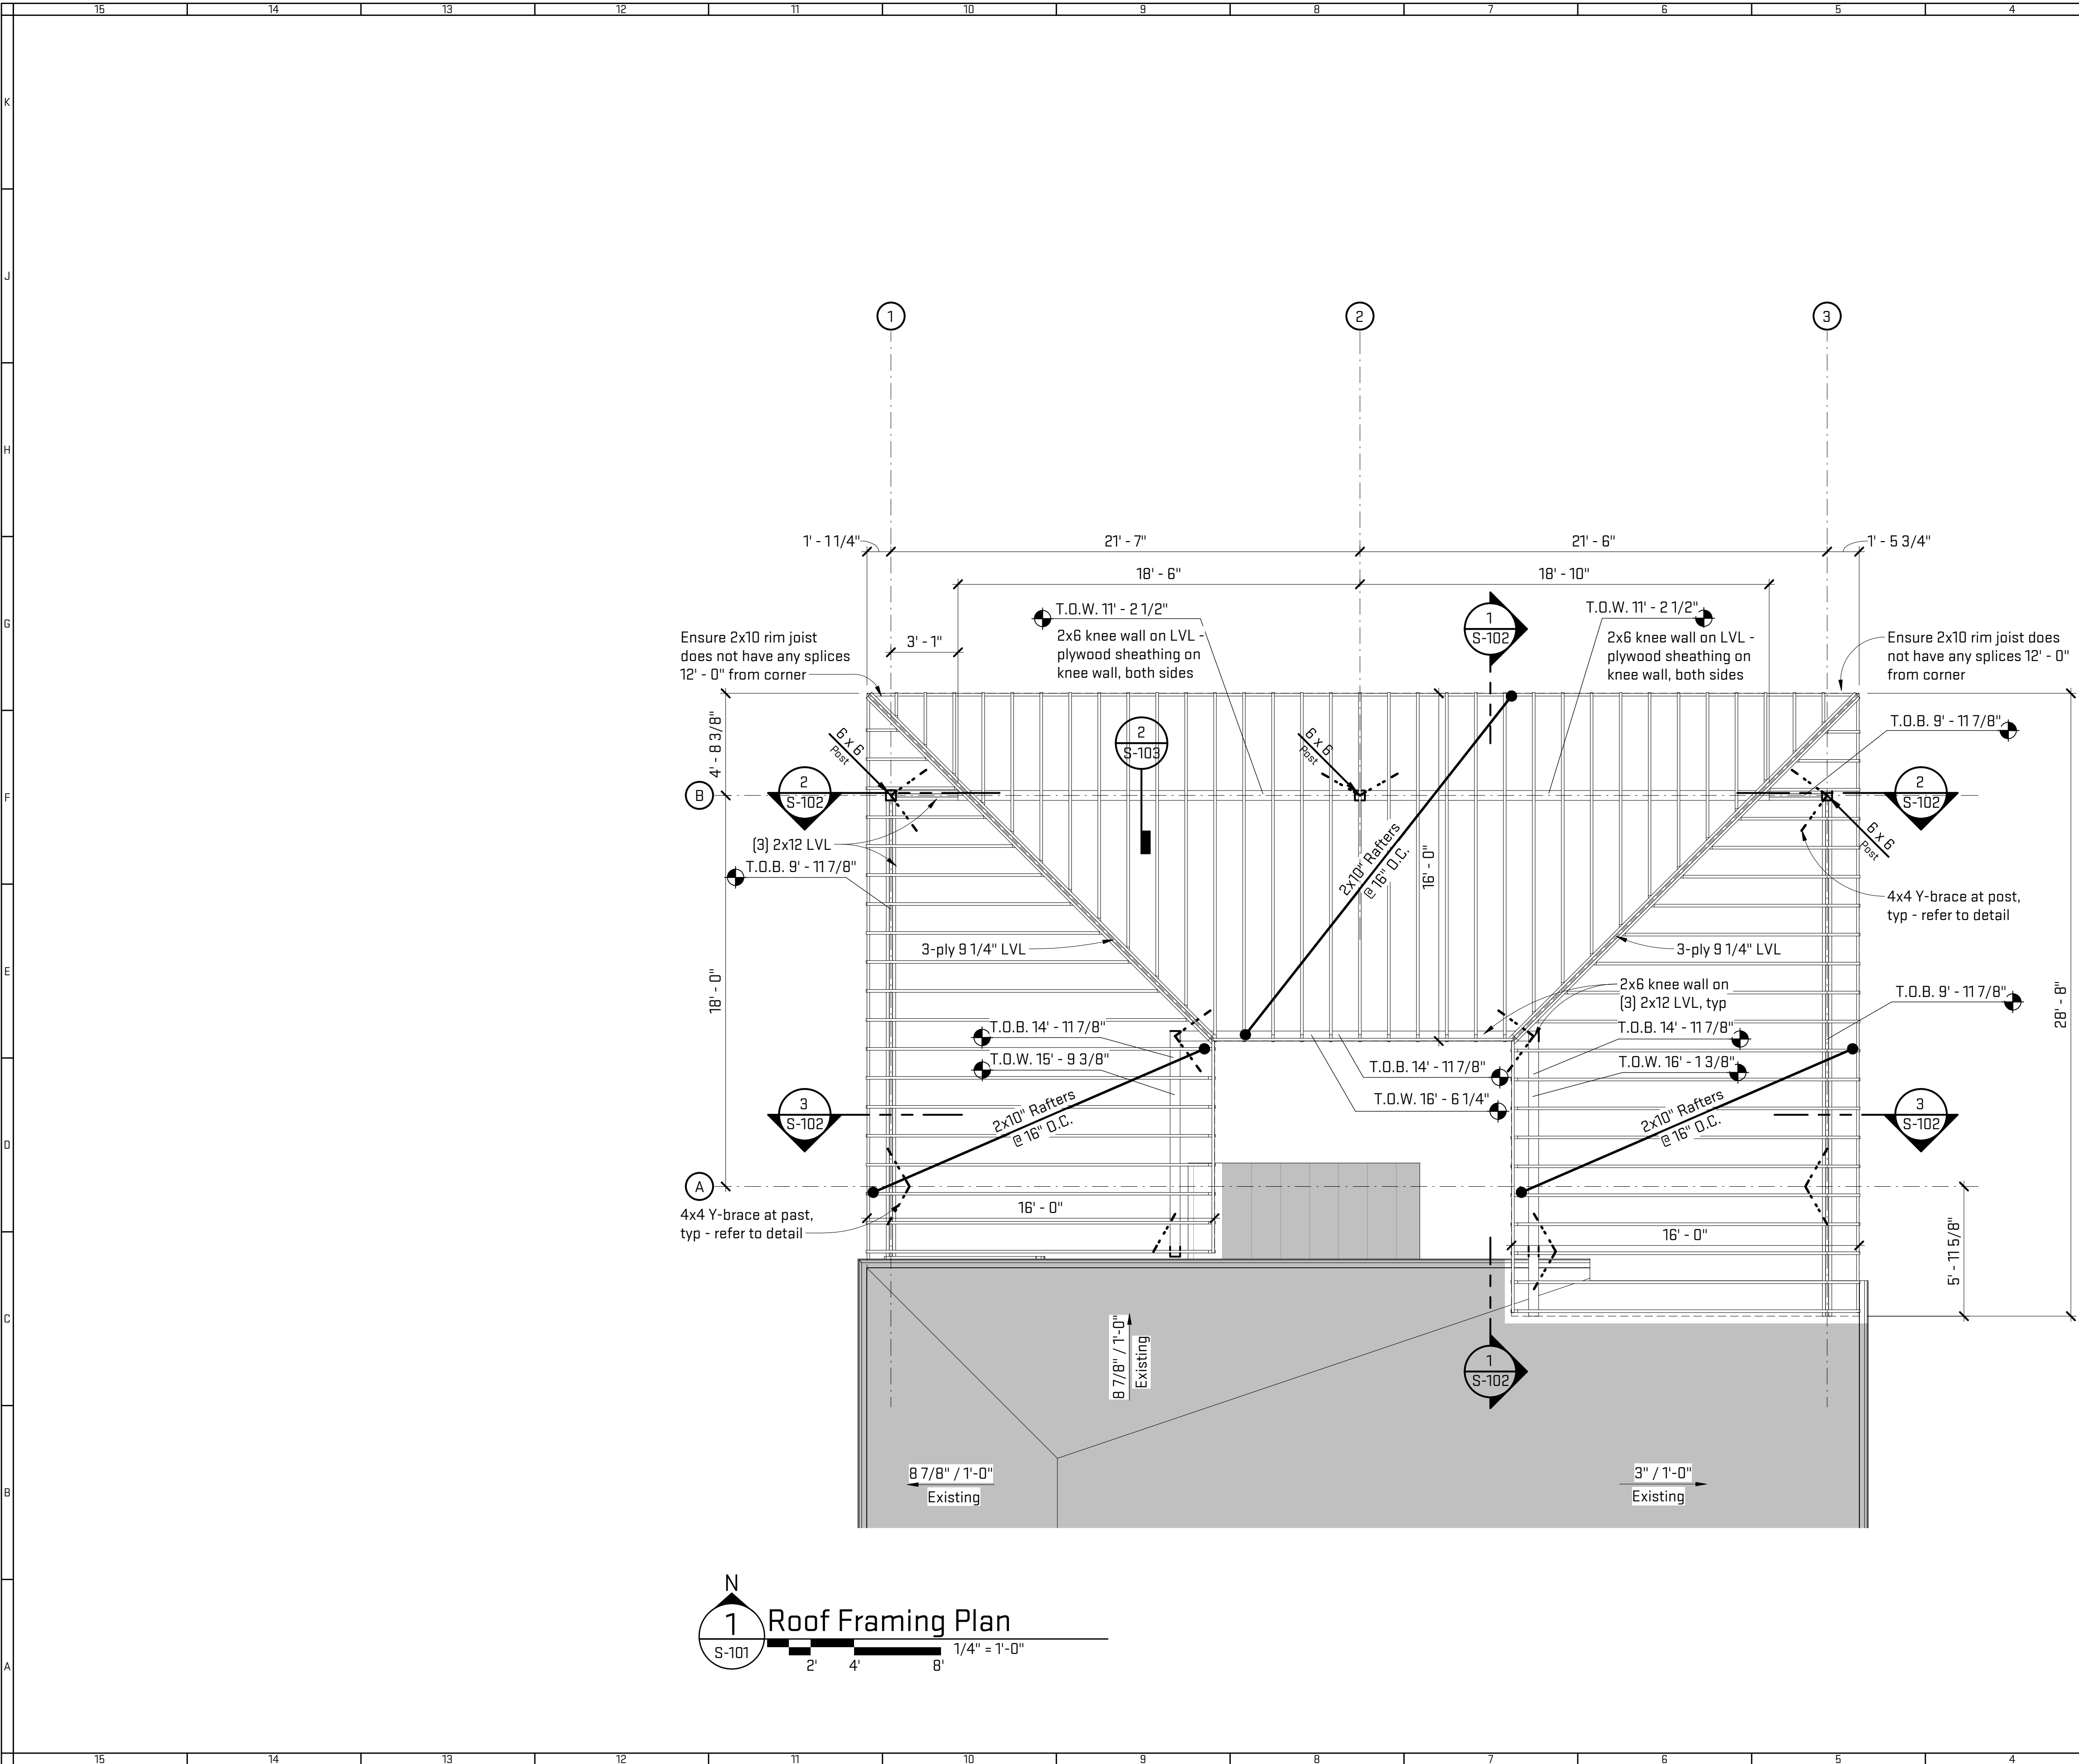 15 14 13 12 11 10 9 8 7 6 5 4
K
J
H
G
F
E
D
C
B
A
1
2
3
1' - 1 1/4"
21' - 7"
21' - 6"
1' - 5 3/4"
18' - 6"
18' - 10"
T.O.W. 11' - 2 1/2"
2x6 knee wall on LVL -
plywood sheathing on
knee wall, both sides
1
S-102
T.O.W. 11' - 2 1/2"
2x6 knee wall on LVL -
plywood sheathing on
knee wall, both sides
3' - 1"
Ensure 2x10 rim joist
does not have any splices
12' - 0" from corner
Ensure 2x10 rim joist does
not have any splices 12' - 0"
from corner
T.O.B. 9' - 11 7/8"
4' - 8 3/8"
6 x 6
Post
2
S-103
6 x 6
Post
B
2
S-102
2
S-102
6 x 6
Post
(3) 2x12 LVL
T.O.B. 9' - 11 7/8"
2x10" Rafters
@ 16" O.C.
16' - 0"
4x4 Y-brace at post,
typ - refer to detail
3-ply 9 1/4" LVL
3-ply 9 1/4" LVL
18' - 0"
2x6 knee wall on
(3) 2x12 LVL, typ
T.O.B. 9' - 11 7/8"
28' - 8"
T.O.B. 14' - 11 7/8"
T.O.W. 15' - 9 3/8"
T.O.B. 14' - 11 7/8"
T.O.W. 16' - 1 3/8"
T.O.B. 14' - 11 7/8"
T.O.W. 16' - 6 1/4"
3
S-102
2x10" Rafters
@ 16" O.C.
2x10" Rafters
@ 16" O.C.
3
S-102
A
4x4 Y-brace at past,
typ - refer to detail
16' - 0"
16' - 0"
5' - 11 5/8"
8 7/8" / 1'-0"
Existing
1
S-102
8 7/8" / 1'-0"
Existing
3" / 1'-0"
Existing
N
1
S-101
Roof Framing Plan
1/4" = 1'-0"
2' 4' 8'
15 14 13 12 11 10 9 8 7 6 5 4